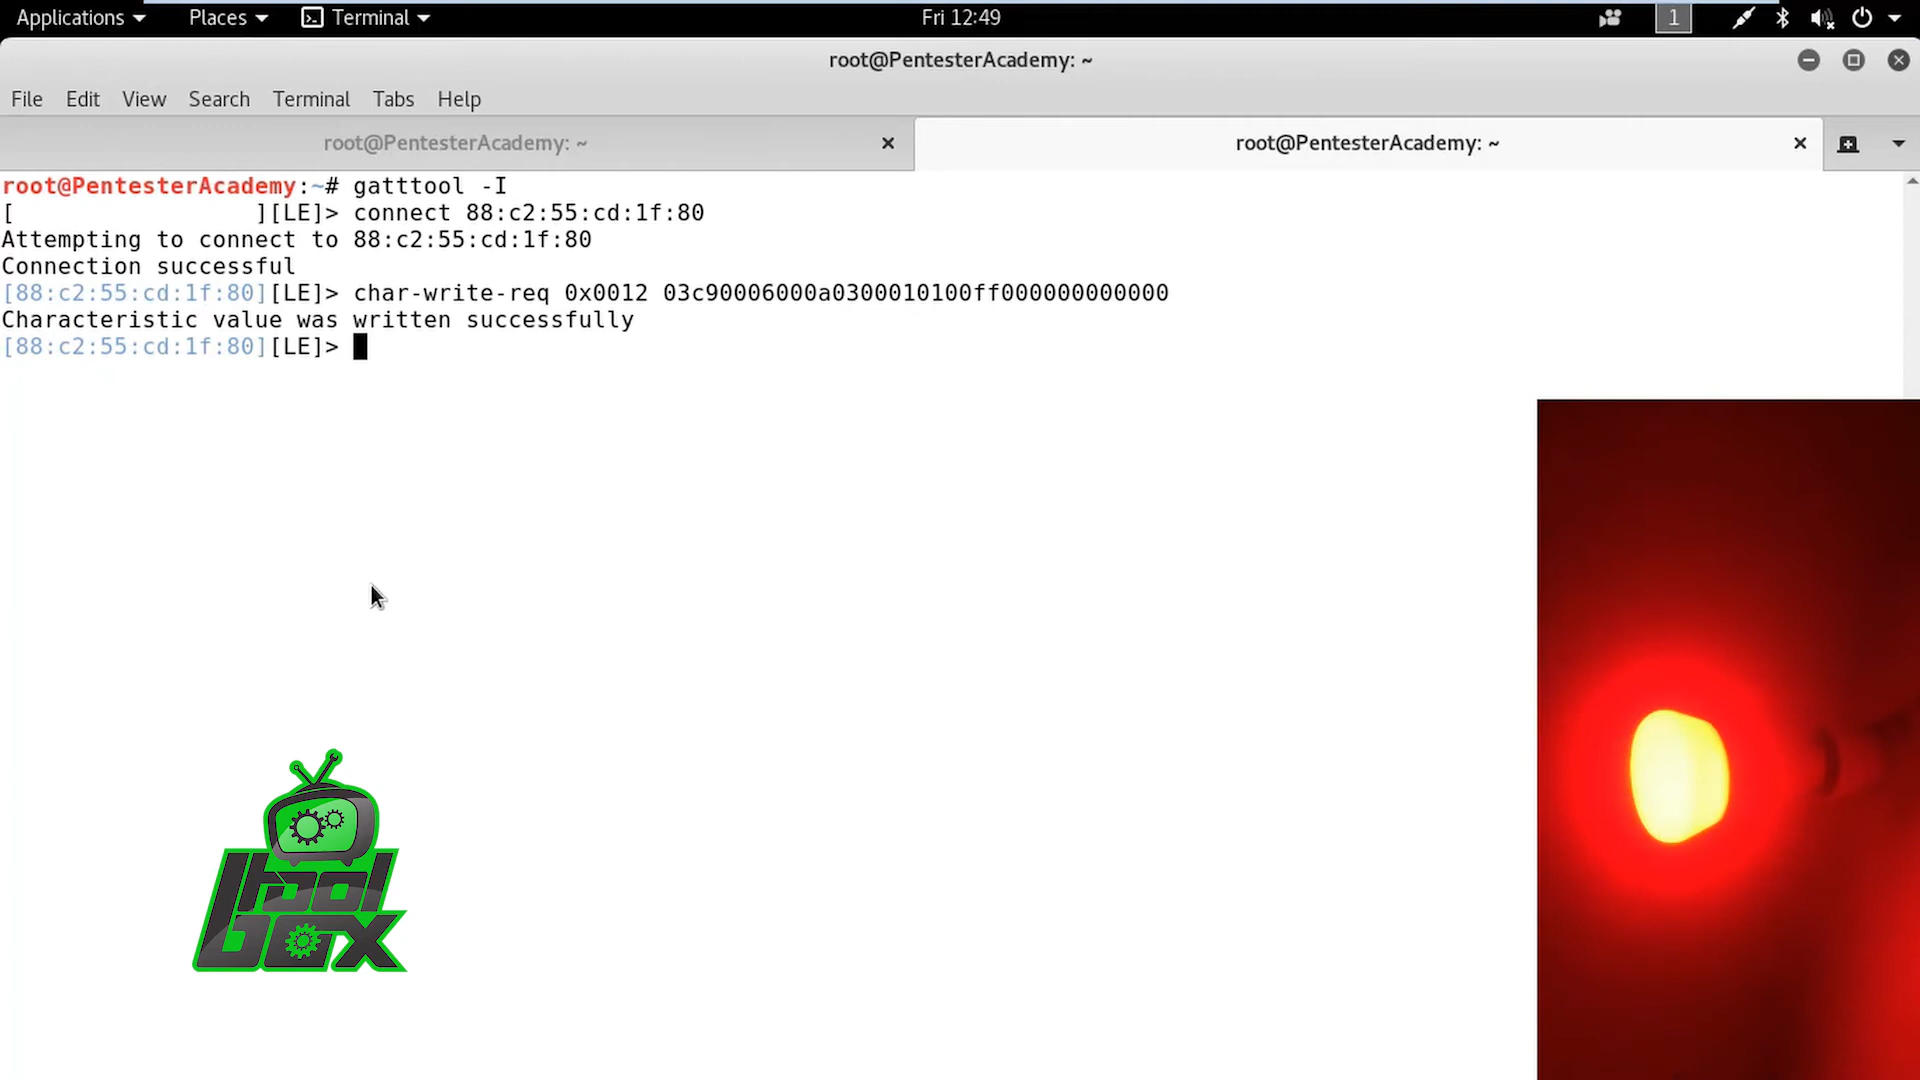 Applications Places Terminal Fri 12:49 1
root@PentesterAcademy: ~
File Edit View Search Terminal Tabs Help
root@PentesterAcademy: ~ root@PentesterAcademy: ~
root@PentesterAcademy:~# gatttool -I
[                 ][LE]> connect 88:c2:55:cd:1f:80
Attempting to connect to 88:c2:55:cd:1f:80
Connection successful
[88:c2:55:cd:1f:80][LE]> char-write-req 0x0012 03c90006000a0300010100ff000000000000
Characteristic value was written successfully
[88:c2:55:cd:1f:80][LE]>
tool
box